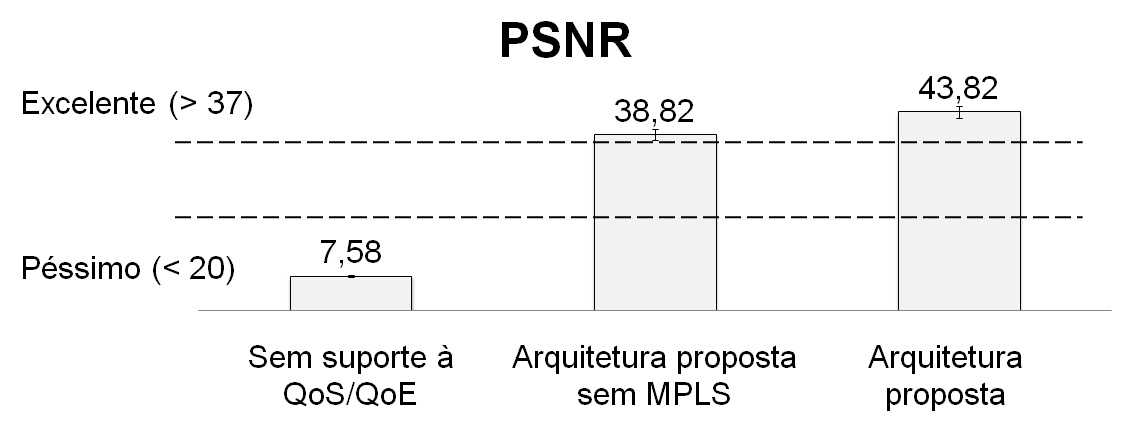 PSNR
Excelente (> 37)
38,82
43,82
Péssimo (< 20)
7,58
Sem suporte à
QoS/QoE
Arquitetura proposta
sem MPLS
Arquitetura
proposta